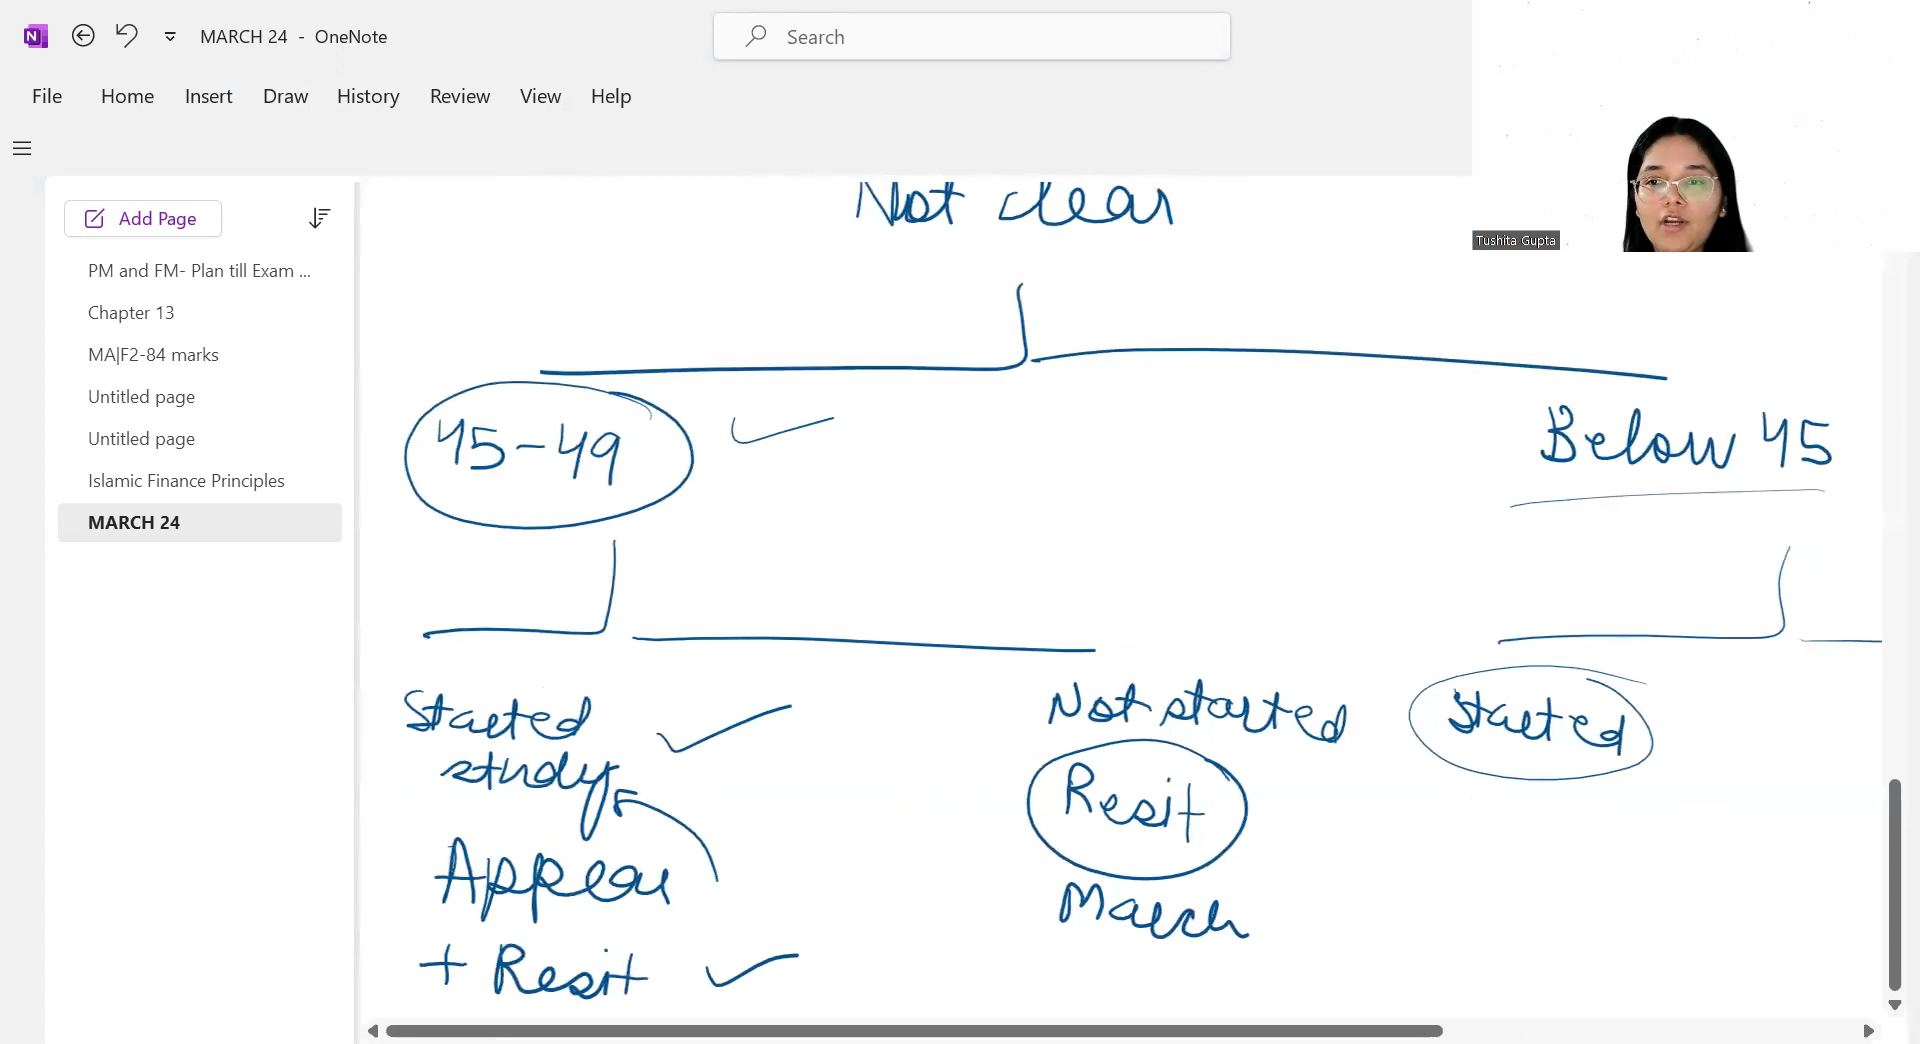 MARCH 24 - OneNote
Search
File Home Insert Draw History Review View Help
Tushita Gupta
Add Page
PM and FM- Plan till Exam ...
Chapter 13
MA|F2-84 marks
Untitled page
Untitled page
Islamic Finance Principles
MARCH 24
Not clear
45-49
Below 45
Started
study
Appear
+ Resit
Not started
Resit
March
Started